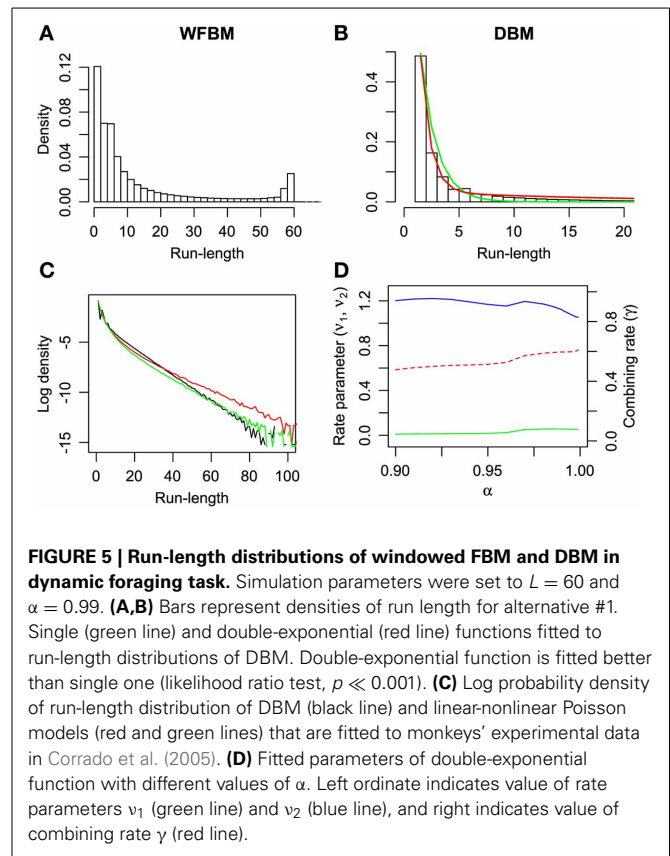 A
WFBM
B
DBM
Density
0.00 0.04 0.08 0.12
0 10 20 30 40 50 60
Run-length
0.0 0.2 0.4
0 5 10 15 20
Run-length
C
D
Log density
-15 -10 -5
0 20 40 60 80 100
Run-length
Rate parameter (ν1, ν2)
0.0 0.4 0.8 1.2
0.90 0.95 1.00
α
0.0 0.4 0.8
Combining rate (γ)
FIGURE 5 | Run-length distributions of windowed FBM and DBM in
dynamic foraging task. Simulation parameters were set to L = 60 and
α = 0.99. (A,B) Bars represent densities of run length for alternative #1.
Single (green line) and double-exponential (red line) functions fitted to
run-length distributions of DBM. Double-exponential function is fitted better
than single one (likelihood ratio test, p ≪ 0.001). (C) Log probability density
of run-length distribution of DBM (black line) and linear-nonlinear Poisson
models (red and green lines) that are fitted to monkeys' experimental data
in Corrado et al. (2005). (D) Fitted parameters of double-exponential
function with different values of α. Left ordinate indicates value of rate
parameters ν1 (green line) and ν2 (blue line), and right indicates value of
combining rate γ (red line).